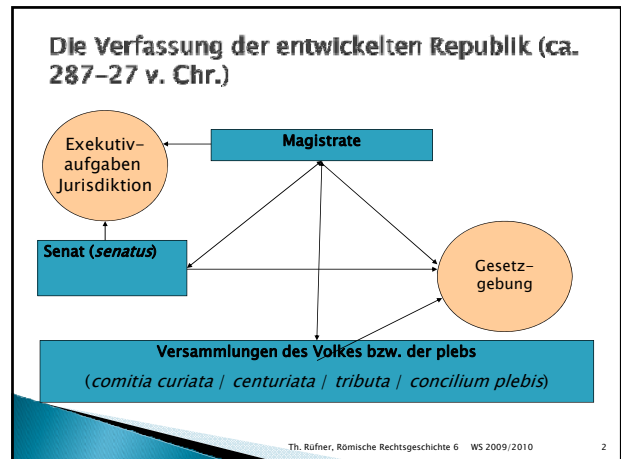 Die Verfassung der entwickelten Republik (ca.
287–27 v. Chr.)
Exekutiv-
aufgaben
Jurisdiktion
Magistrate
Senat (senatus)
Gesetz-
gebung
Versammlungen des Volkes bzw. der plebs
(comitia curiata / centuriata / tributa / concilium plebis)
Th. Rüfner, Römische Rechtsgeschichte 6 WS 2009/2010 2